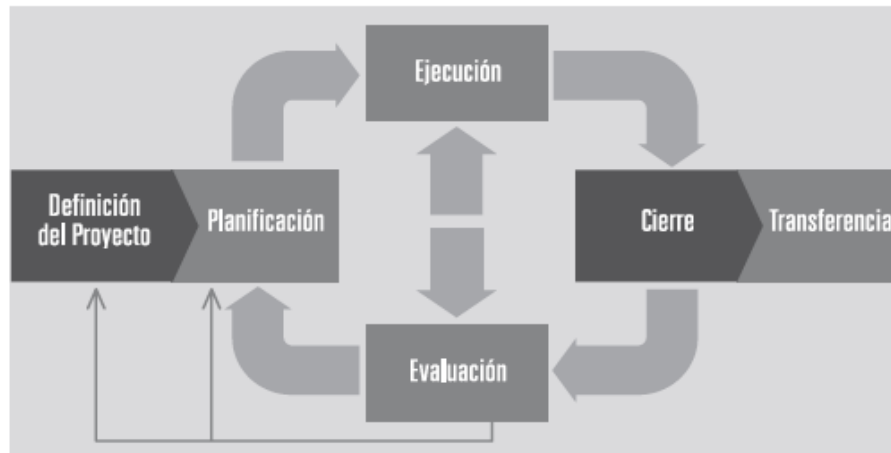 Ejecución
Definición
del Proyecto
Planificación
Cierre
Transferencia
Evaluación